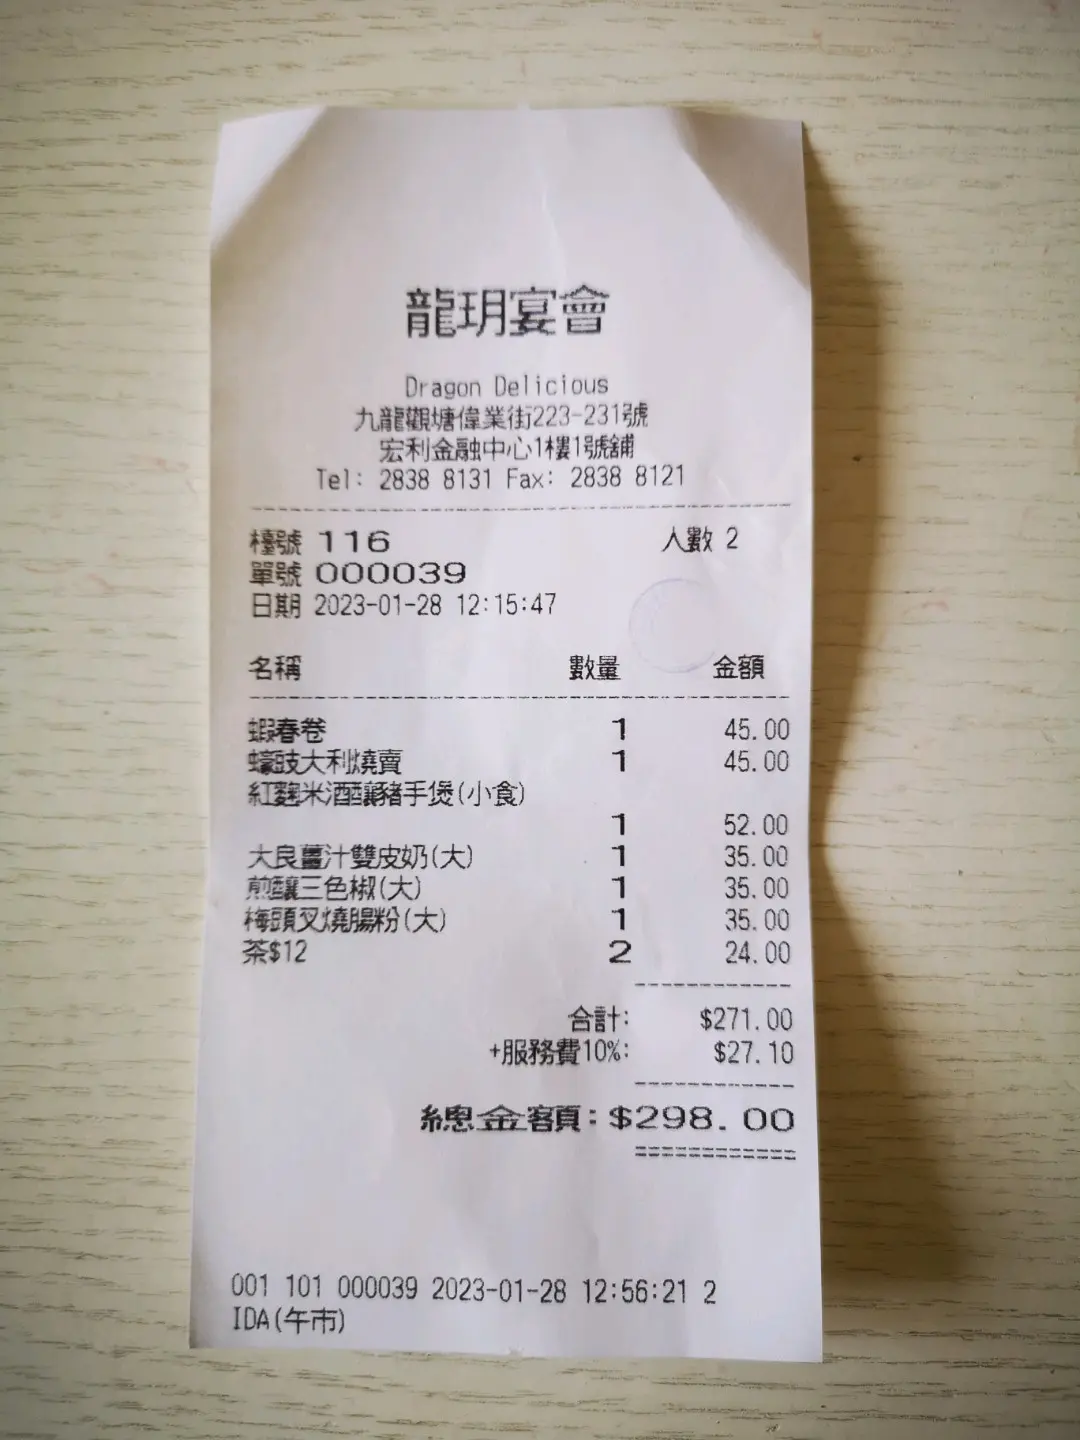 龍玥宴會
Dragon Delicious
九龍觀塘偉業街223-231號
宏利金融中心1樓1號舖
Tel: 2838 8131 Fax: 2838 8121
檯號 116 人數 2
單號 000039
日期 2023-01-28 12:15:47
名稱 數量 金額
蝦春卷 1 45.00
蠔豉大利燒賣 1 45.00
紅麴米酒釀豬手煲(小食)
1 52.00
大良薑汁雙皮奶(大) 1 35.00
煎釀三色椒(大) 1 35.00
梅頭叉燒腸粉(大) 1 35.00
茶$12 2 24.00
合計: $271.00
+服務費10%: $27.10
總金額: $298.00
001 101 000039 2023-01-28 12:56:21 2
IDA(午市)